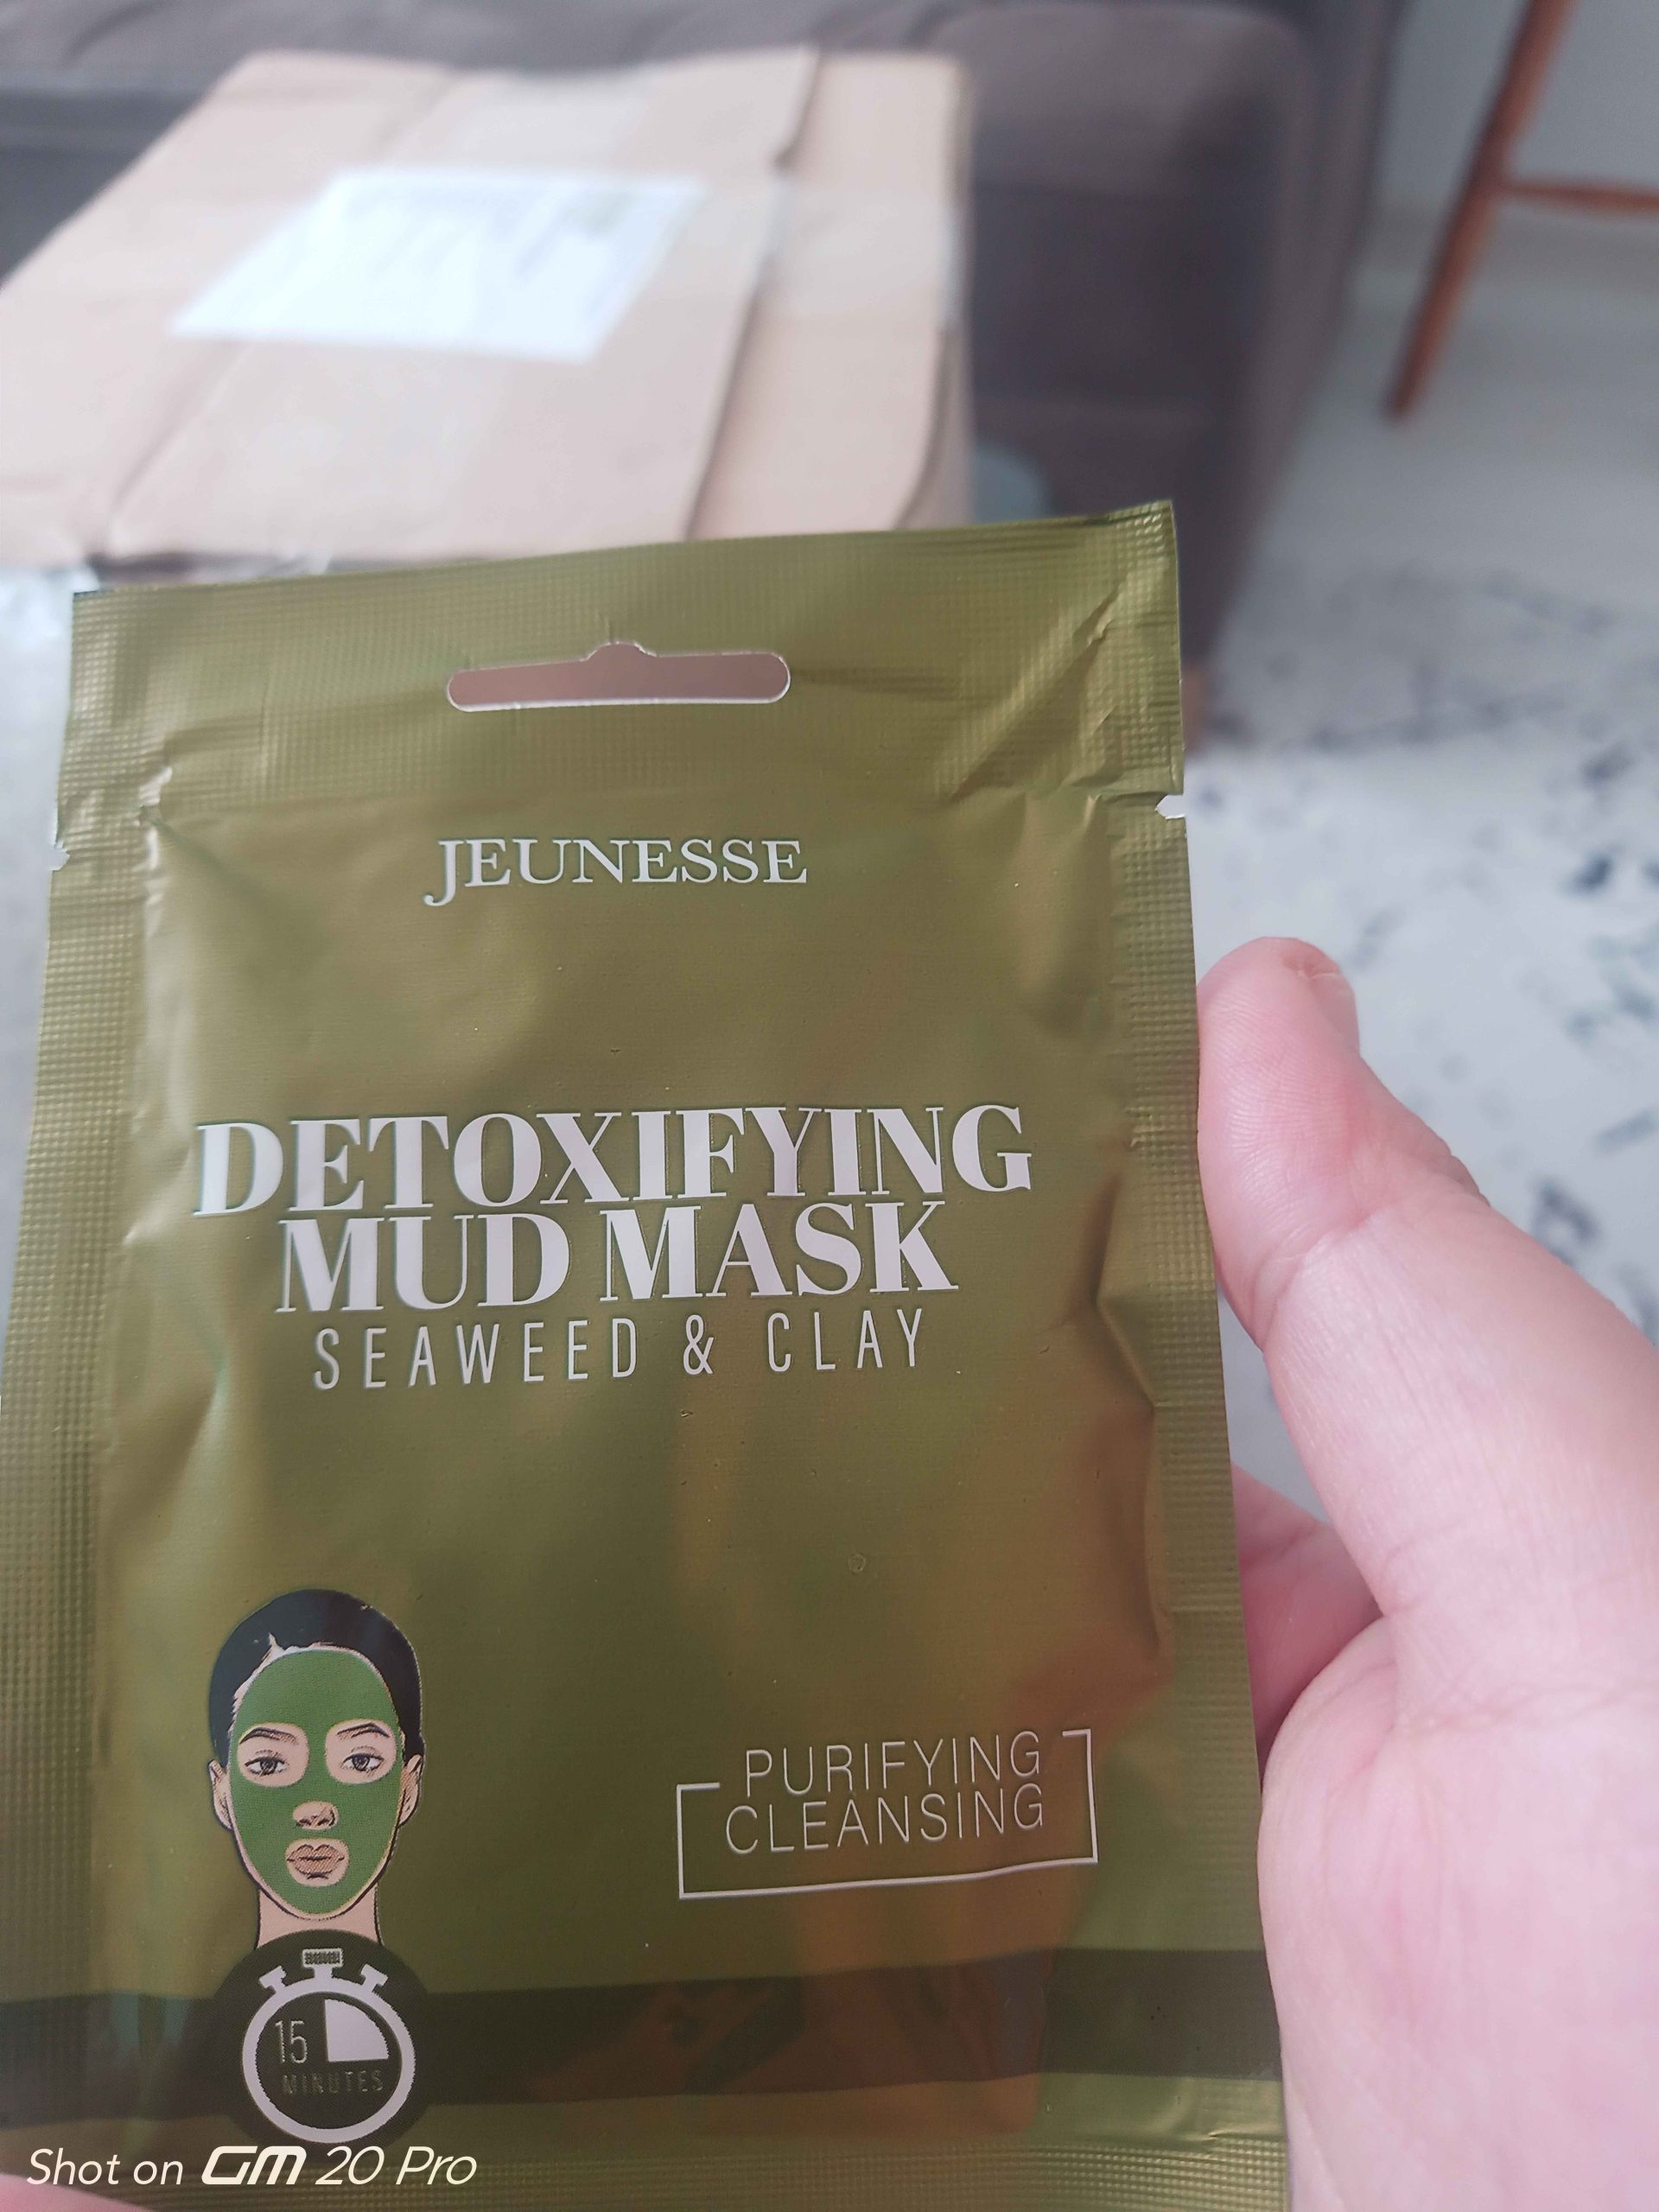 JEUNESSE
DETOXIFYING
MUD MASK
SEAWEED & CLAY
PURIFYING
CLEANSING
15
MINUTES
Shot on GM 20 Pro